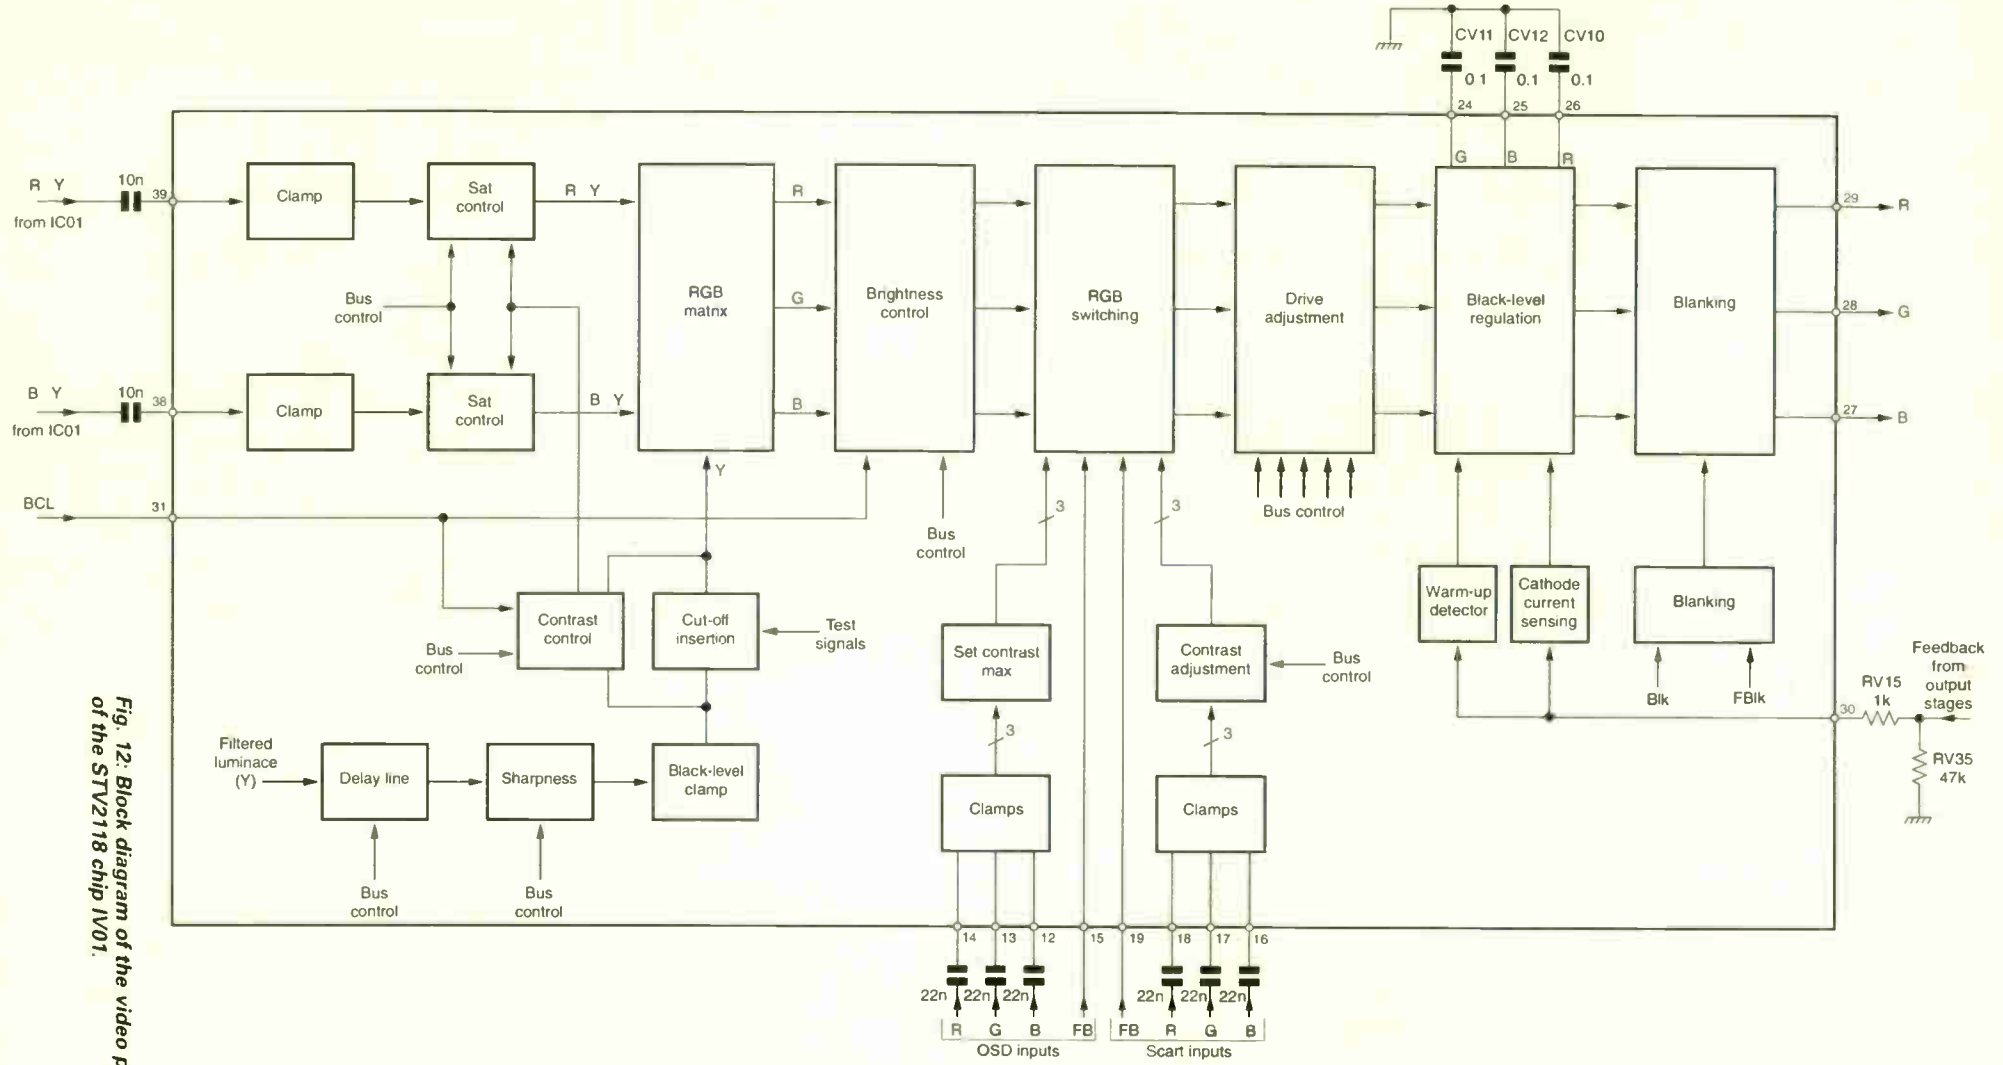 CV11
CV12
CV10
0.1
0.1
0.1
24
25
26
G
B
R
R Y
from IC01
10n
39
Clamp
Sat
control
R Y
RGB
matrix
R
G
B
Brightness
control
RGB
switching
Drive
adjustment
Black-level
regulation
Blanking
29
R
28
G
27
B
Bus
control
B Y
from IC01
10n
38
Clamp
Sat
control
B Y
Y
BCL
31
Bus
control
3
3
Bus control
Contrast
control
Bus
control
Cut-off
insertion
Test
signals
Set contrast
max
Contrast
adjustment
Bus
control
Warm-up
detector
Cathode
current
sensing
Blanking
Blk
FBlk
Feedback
from
output
stages
RV15
1k
30
RV35
47k
Filtered
luminace
(Y)
Delay line
Sharpness
Black-level
clamp
Bus
control
Bus
control
3
3
Clamps
Clamps
14
13
12
15
19
18
17
16
22n
22n
22n
22n
22n
22n
R
G
B
FB
FB
R
G
B
OSD inputs
Scart inputs
Fig. 12: Block diagram of the video p
of the STV2118 chip IV01.